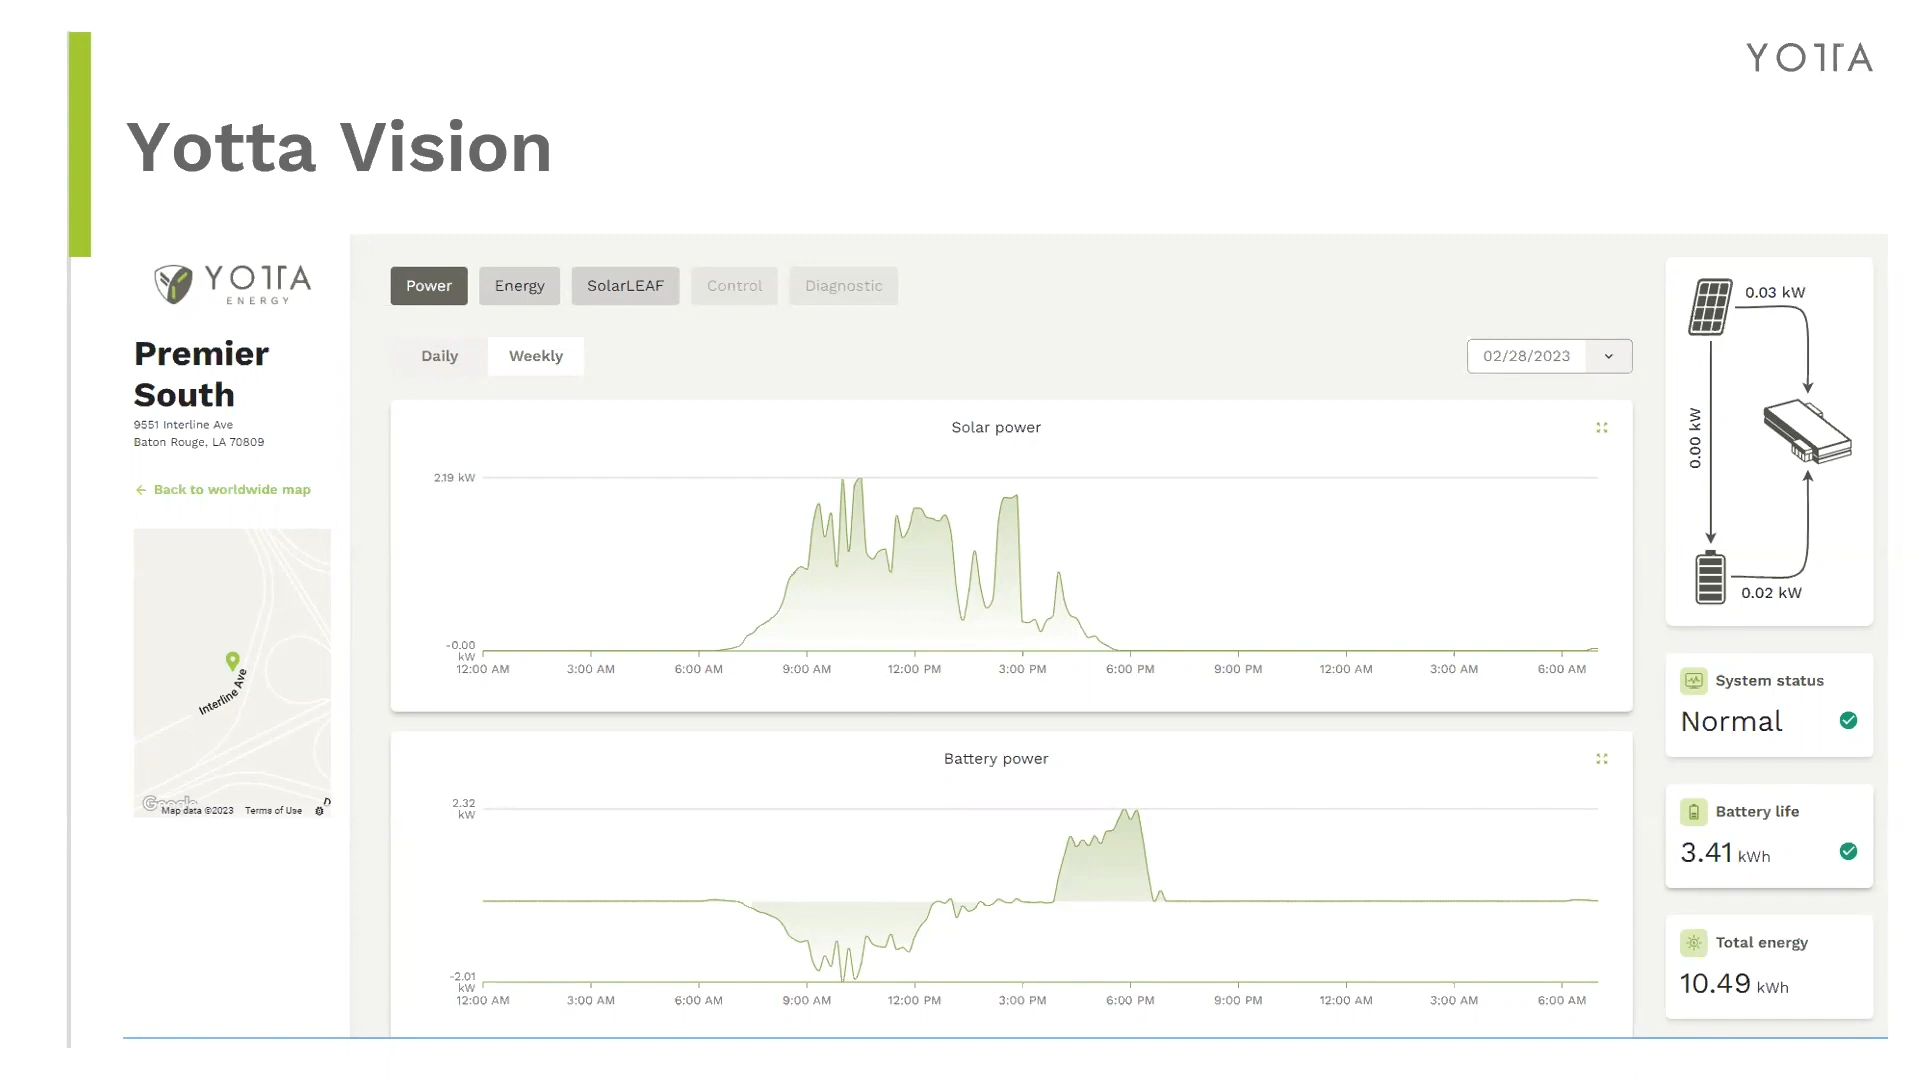 YOTTA
Yotta Vision
YOTTA
ENERGY
Premier
South
9551 Interline Ave
Baton Rouge, LA 70809
← Back to worldwide map
Interline Ave
Google
Map data ©2023 Terms of Use
Power Energy SolarLEAF Control Diagnostic
Daily Weekly
02/28/2023
Solar power
2.19 kW
-0.00
kW
12:00 AM 3:00 AM 6:00 AM 9:00 AM 12:00 PM 3:00 PM 6:00 PM 9:00 PM 12:00 AM 3:00 AM 6:00 AM
Battery power
2.32
kW
-2.01
kW
12:00 AM 3:00 AM 6:00 AM 9:00 AM 12:00 PM 3:00 PM 6:00 PM 9:00 PM 12:00 AM 3:00 AM 6:00 AM
0.03 kW
0.00 kW
0.02 kW
System status
Normal
Battery life
3.41 kWh
Total energy
10.49 kWh